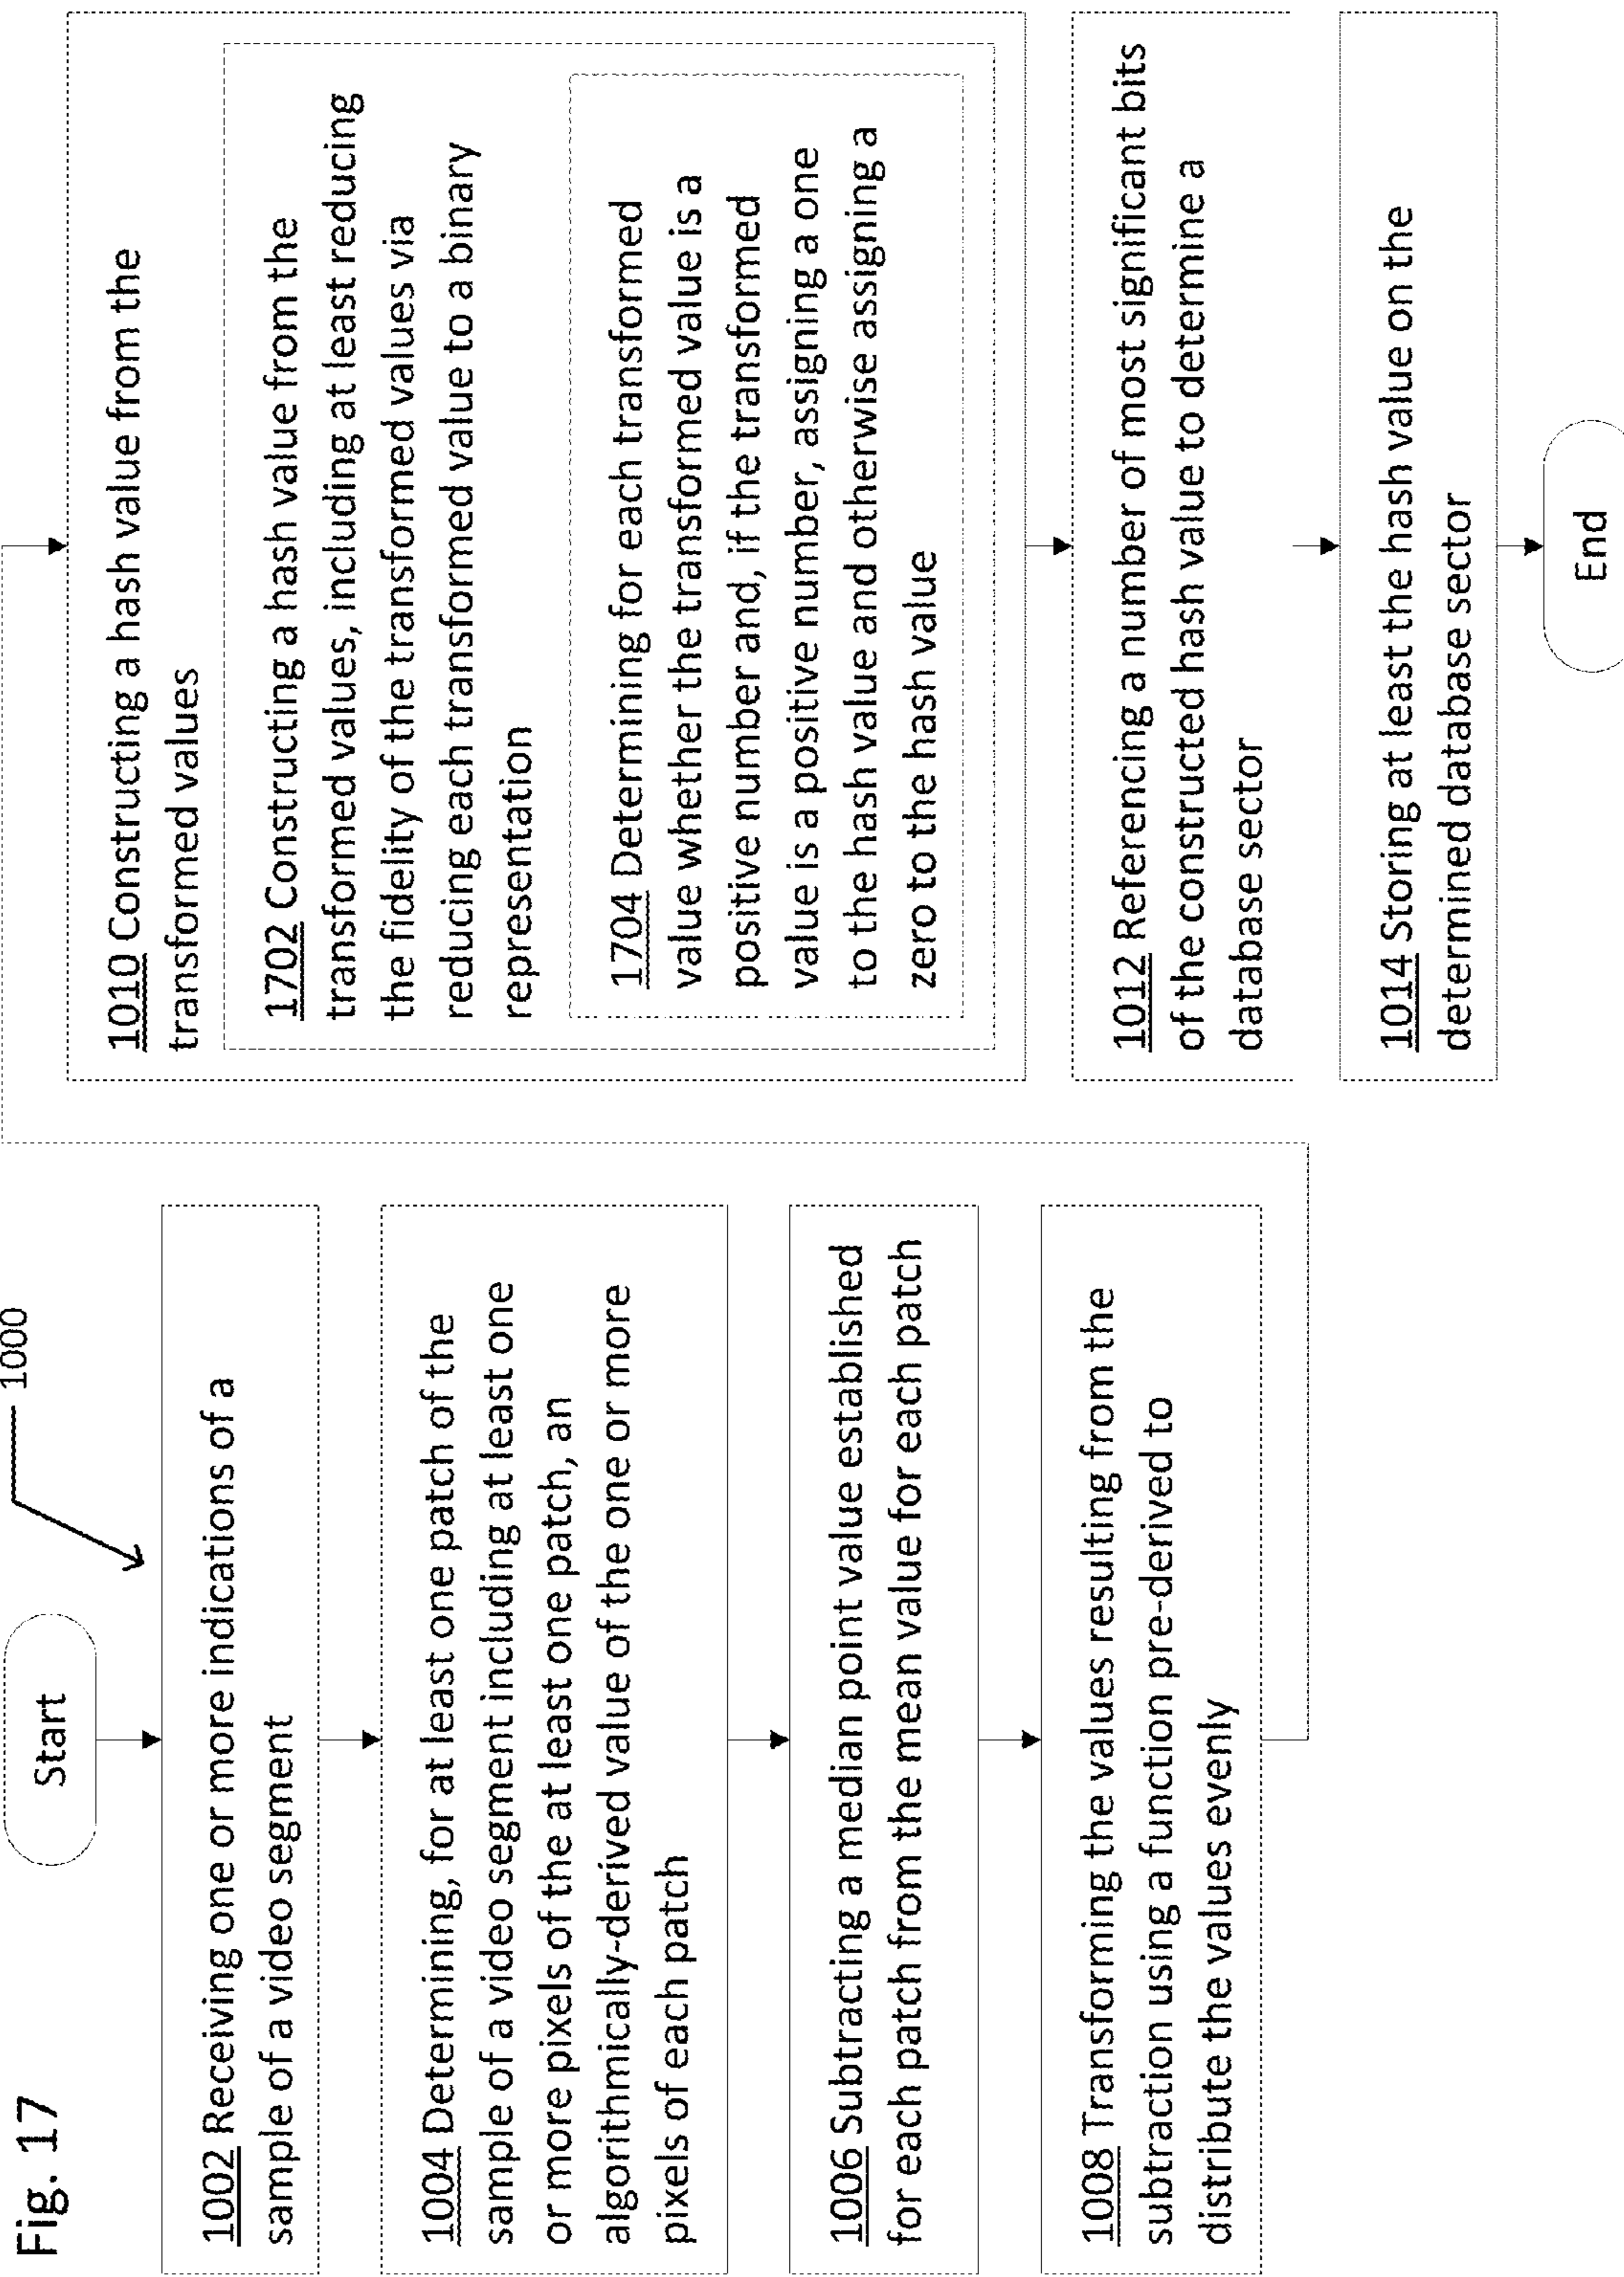 Fig. 17
1000
Start
1002 Receiving one or more indications of a
sample of a video segment
1004 Determining, for at least one patch of the
sample of a video segment including at least one
or more pixels of the at least one patch, an
algorithmically-derived value of the one or more
pixels of each patch
1006 Subtracting a median point value established
for each patch from the mean value for each patch
1008 Transforming the values resulting from the
subtraction using a function pre-derived to
distribute the values evenly
1010 Constructing a hash value from the
transformed values
1702 Constructing a hash value from the
transformed values, including at least reducing
the fidelity of the transformed values via
reducing each transformed value to a binary
representation
1704 Determining for each transformed
value whether the transformed value is a
positive number and, if the transformed
value is a positive number, assigning a one
to the hash value and otherwise assigning a
zero to the hash value
1012 Referencing a number of most significant bits
of the constructed hash value to determine a
database sector
1014 Storing at least the hash value on the
determined database sector
End